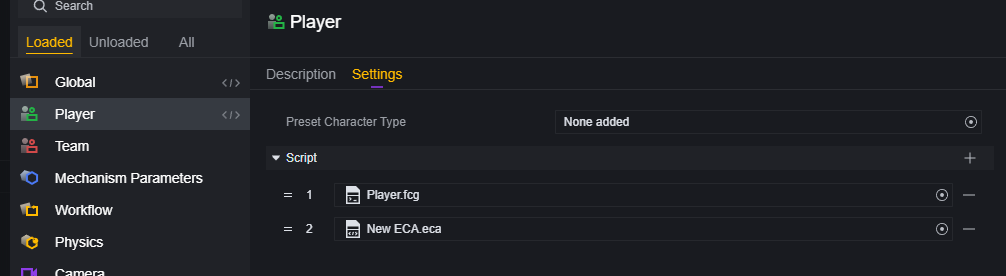 Search
Player
Loaded Unloaded All
Description Settings
Global
Player
Team
Mechanism Parameters
Workflow
Physics
Camera
Preset Character Type None added
Script
1 Player.fcg
2 New ECA.eca